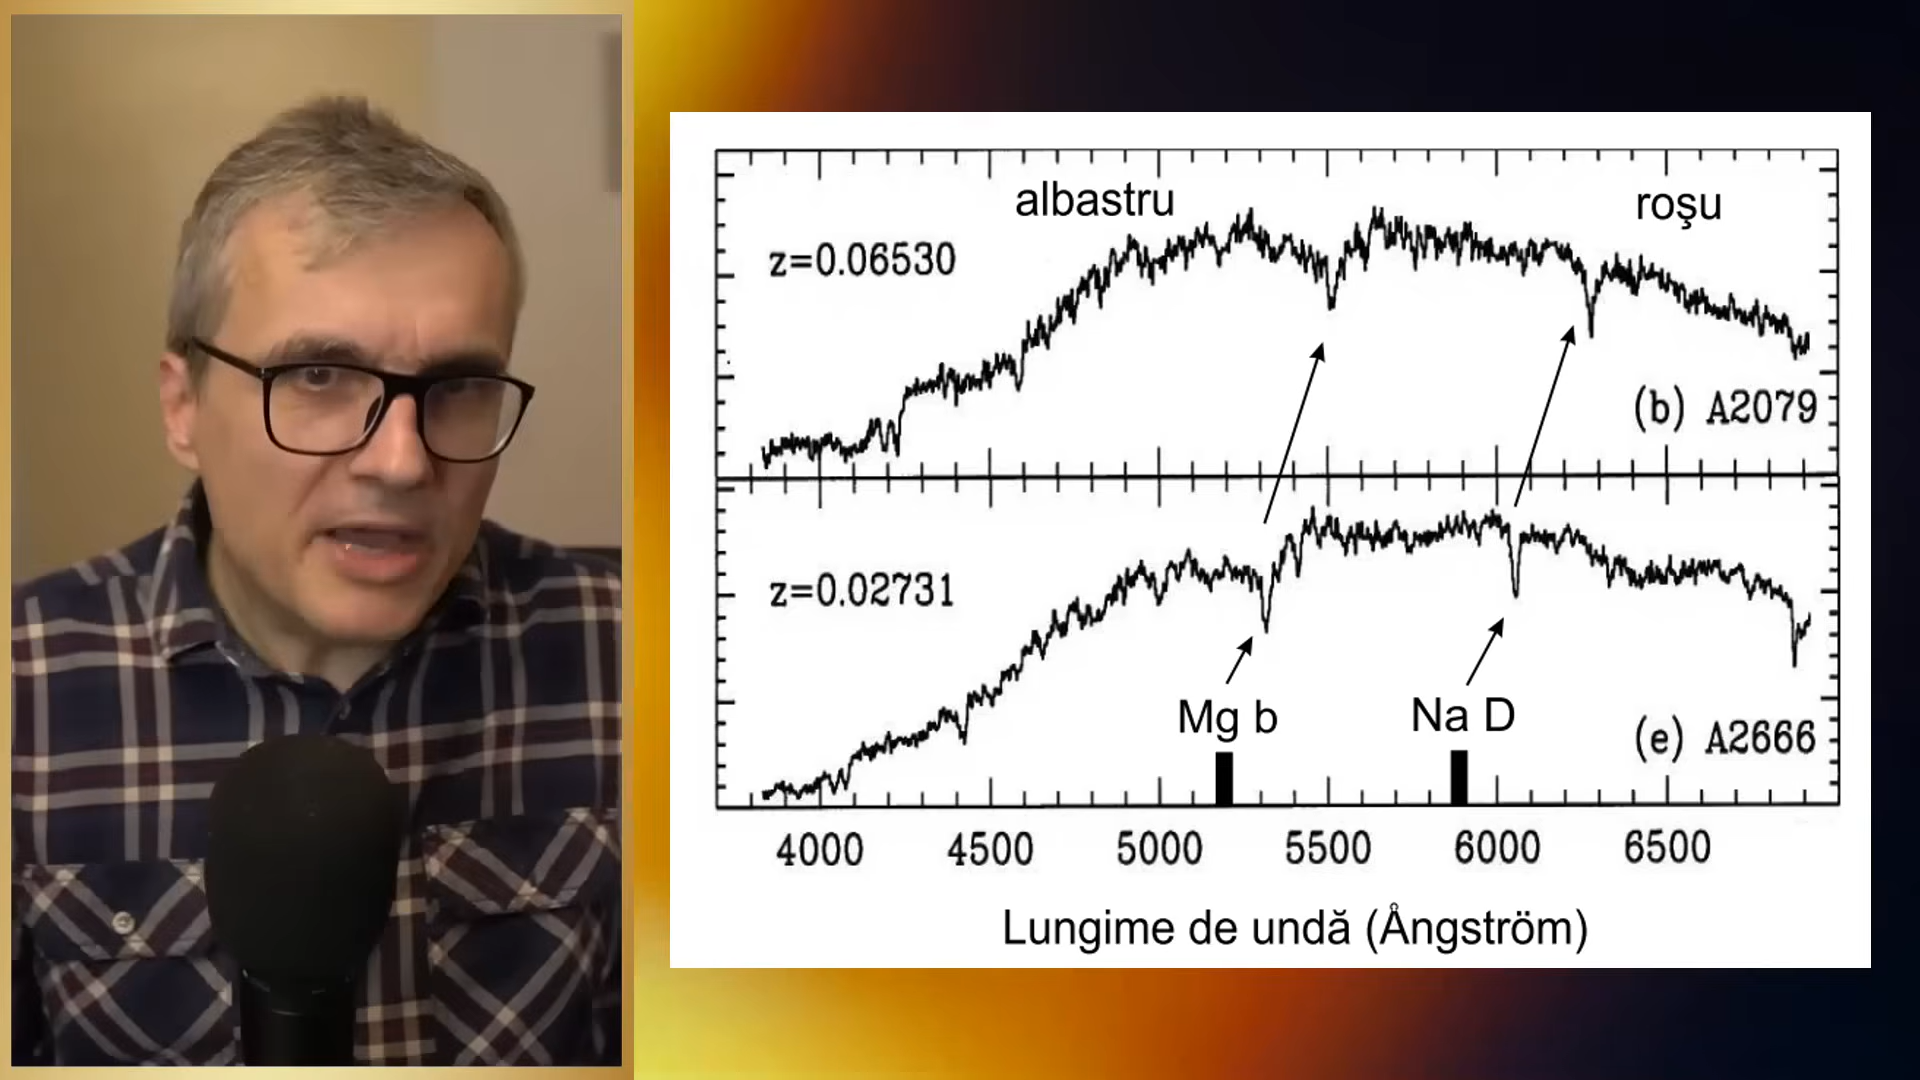 albastru
roşu
z=0.06530
(b) A2079
z=0.02731
Mg b
Na D
(e) A2666
4000 4500 5000 5500 6000 6500
Lungime de undă (Ångström)